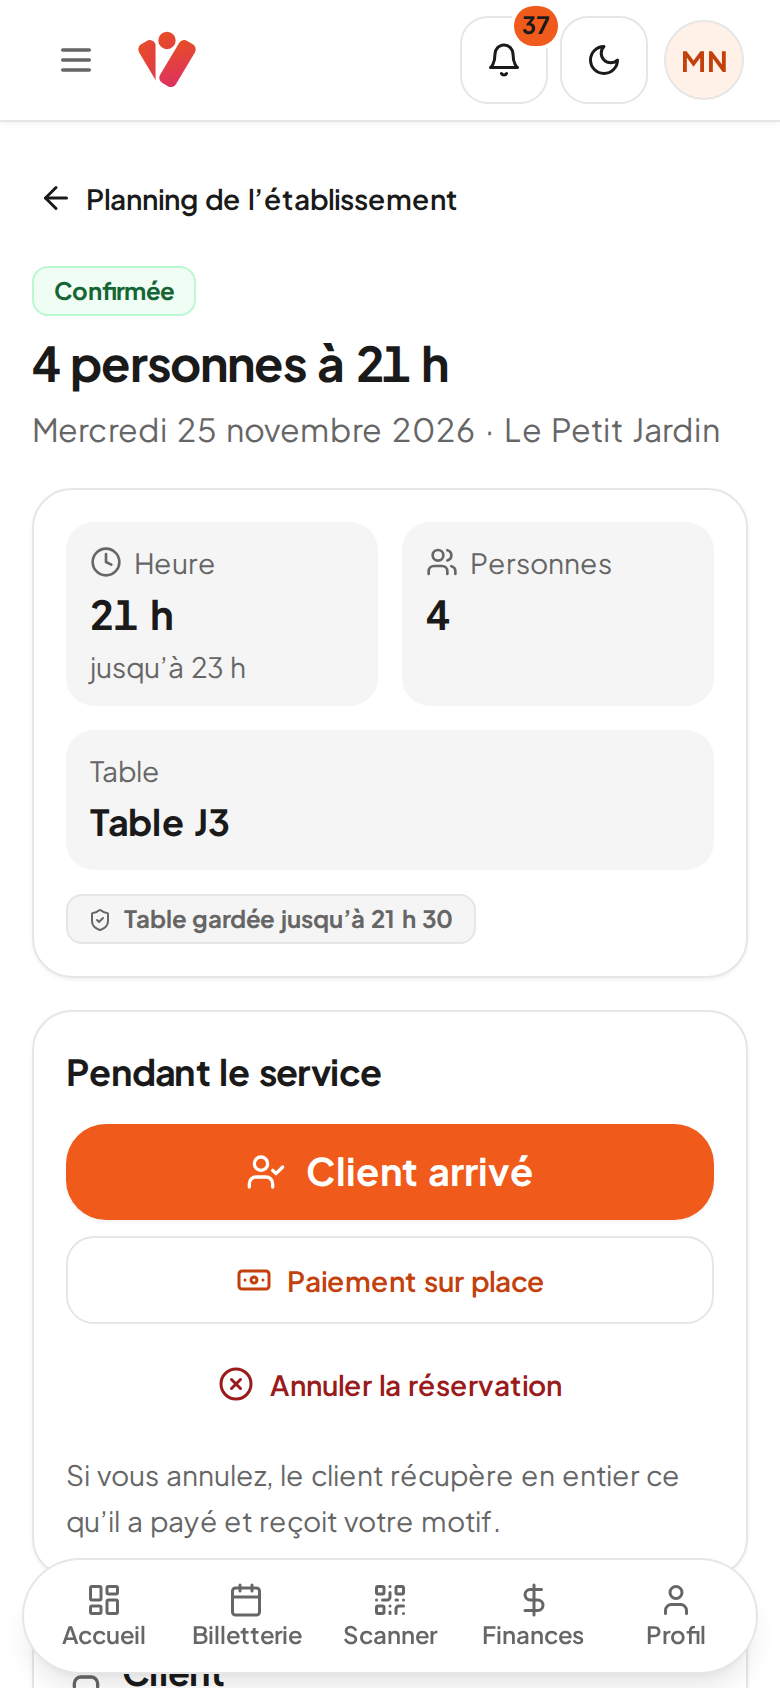 37
MN
Planning de l’établissement
Confirmée
4 personnes à 21 h
Mercredi 25 novembre 2026 · Le Petit Jardin
Heure
21 h
jusqu’à 23 h
Personnes
4
Table
Table J3
Table gardée jusqu’à 21 h 30
Pendant le service
Client arrivé
Paiement sur place
Annuler la réservation
Si vous annulez, le client récupère en entier ce
qu’il a payé et reçoit votre motif.
Client
Accueil
Billetterie
Scanner
Finances
Profil